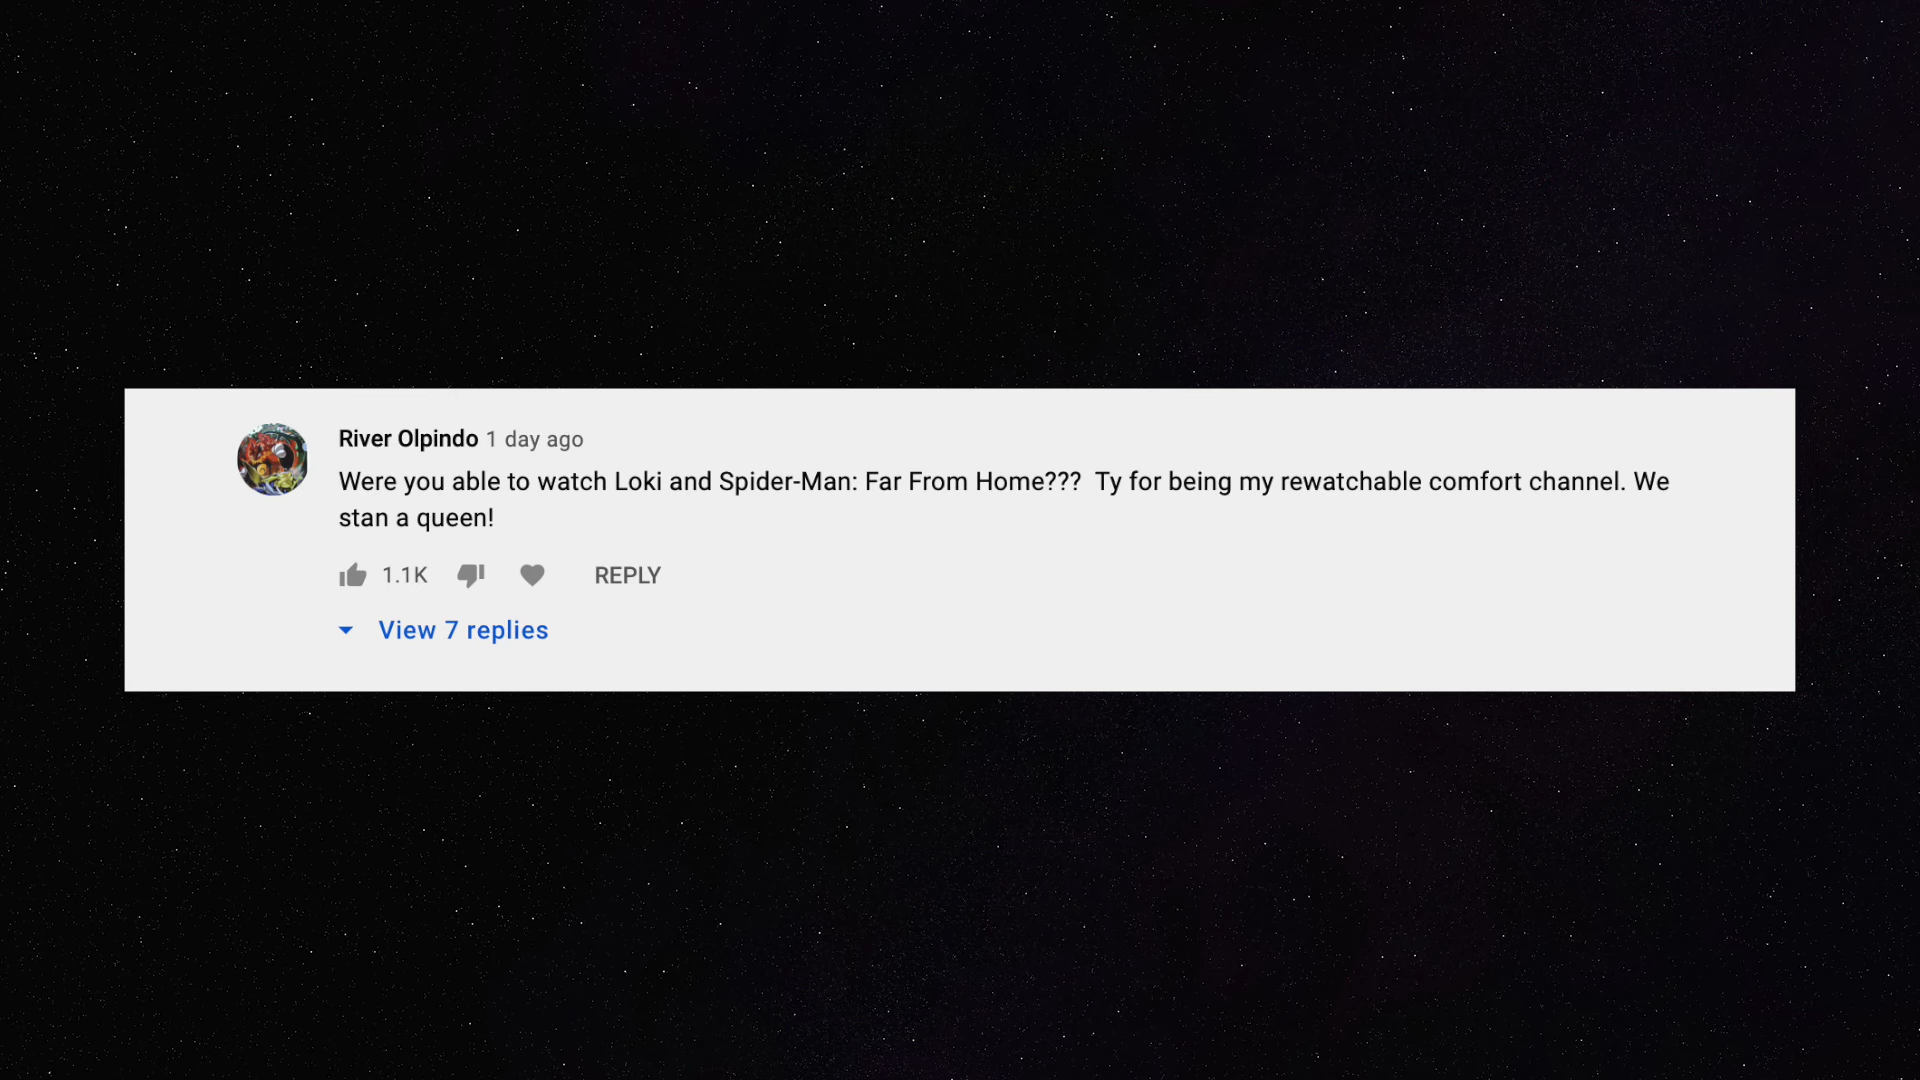 River Olpindo 1 day ago
Were you able to watch Loki and Spider-Man: Far From Home???  Ty for being my rewatchable comfort channel. We
stan a queen!
1.1K REPLY
View 7 replies